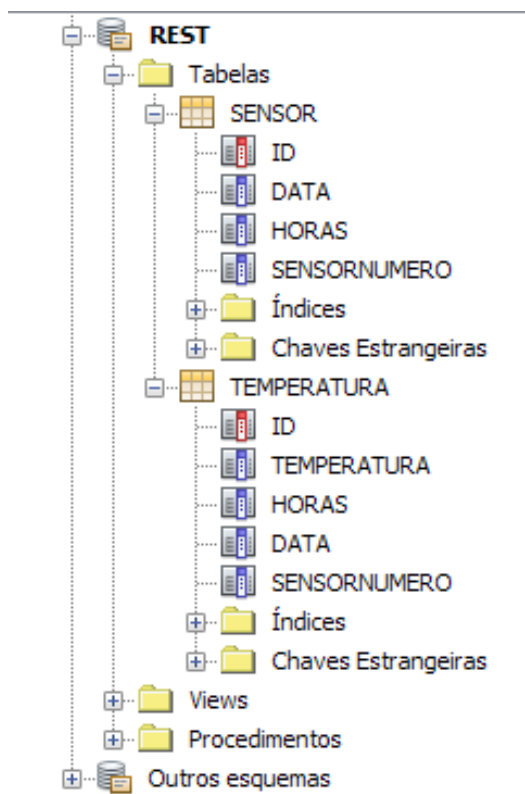 REST
Tabelas
SENSOR
ID
DATA
HORAS
SENSORNUMERO
Índices
Chaves Estrangeiras
TEMPERATURA
ID
TEMPERATURA
HORAS
DATA
SENSORNUMERO
Índices
Chaves Estrangeiras
Views
Procedimentos
Outros esquemas